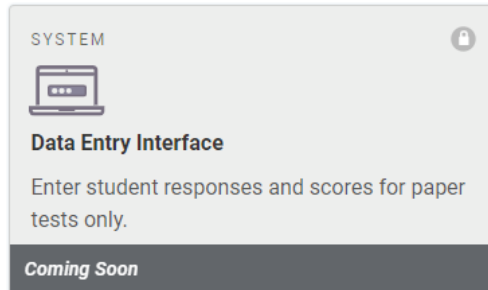 SYSTEM
Data Entry Interface
Enter student responses and scores for paper
tests only.
Coming Soon